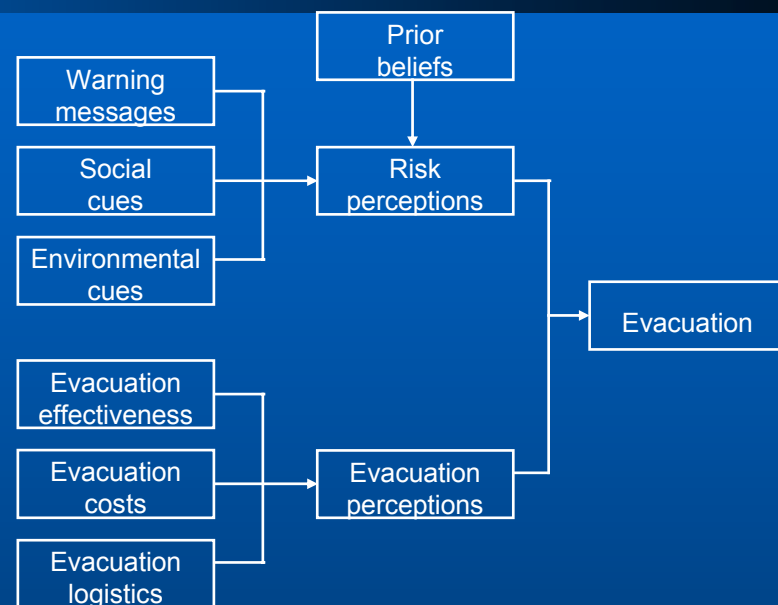 Prior
beliefs
Warning
messages
Social
cues
Risk
perceptions
Environmental
cues
Evacuation
Evacuation
effectiveness
Evacuation
costs
Evacuation
perceptions
Evacuation
logistics